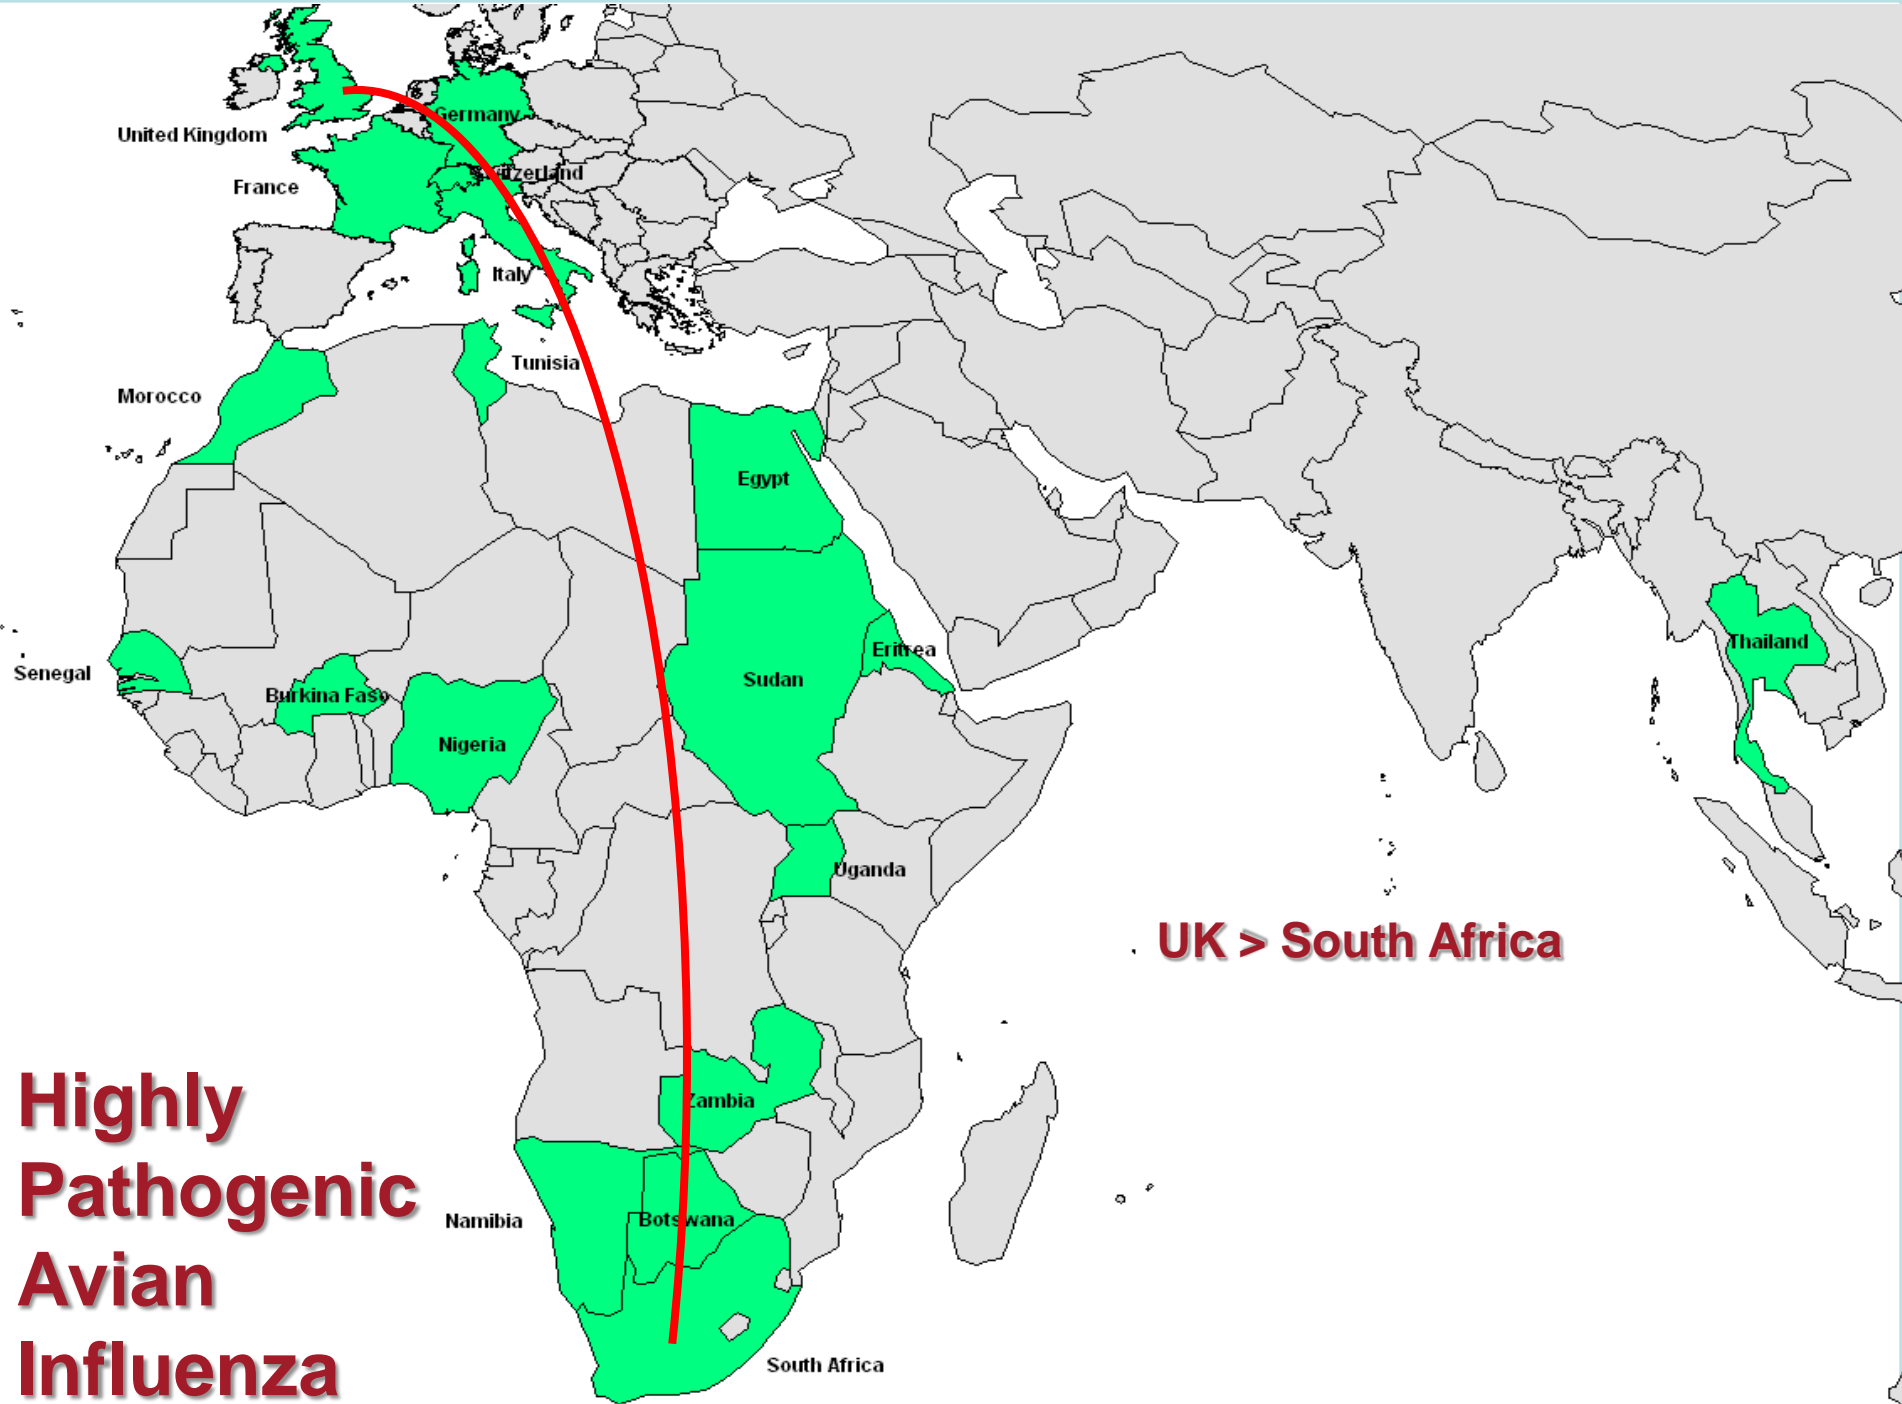 Germany
United Kingdom
Switzerland
France
Italy
Tunisia
Morocco
Egypt
Thailand
Eritrea
Senegal
Sudan
Burkina Faso
Nigeria
Uganda
UK > South Africa
Zambia
Namibia
Botswana
South Africa
Highly
Pathogenic
Avian
Influenza